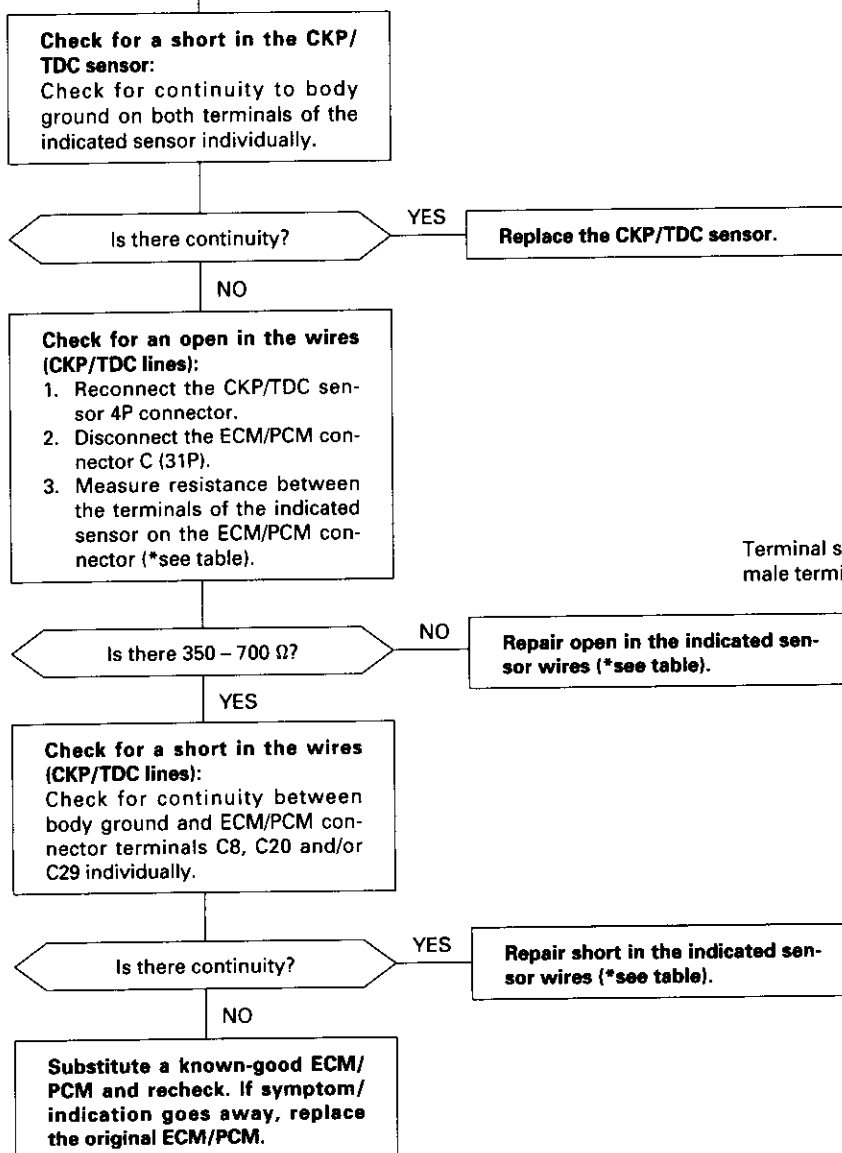 Check for a short in the CKP/
TDC sensor:
Check for continuity to body
ground on both terminals of the
indicated sensor individually.
Is there continuity?
YES
Replace the CKP/TDC sensor.
NO
Check for an open in the wires
(CKP/TDC lines):
1. Reconnect the CKP/TDC sen-
sor 4P connector.
2. Disconnect the ECM/PCM con-
nector C (31P).
3. Measure resistance between
the terminals of the indicated
sensor on the ECM/PCM con-
nector (*see table).
Terminal s
male termi
Is there 350 – 700 Ω?
NO
Repair open in the indicated sen-
sor wires (*see table).
YES
Check for a short in the wires
(CKP/TDC lines):
Check for continuity between
body ground and ECM/PCM con-
nector terminals C8, C20 and/or
C29 individually.
Is there continuity?
YES
Repair short in the indicated sen-
sor wires (*see table).
NO
Substitute a known-good ECM/
PCM and recheck. If symptom/
indication goes away, replace
the original ECM/PCM.